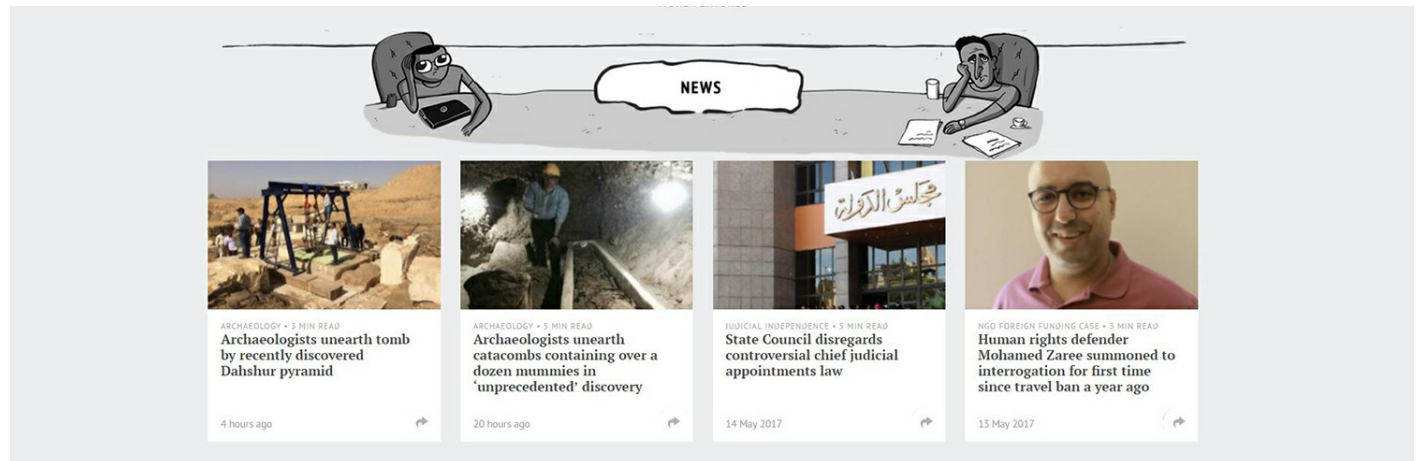 NEWS
مجلس الدولة
ARCHAEOLOGY • 3 MIN READ
Archaeologists unearth tomb
by recently discovered
Dahshur pyramid
4 hours ago
ARCHAEOLOGY • 5 MIN READ
Archaeologists unearth
catacombs containing over a
dozen mummies in
‘unprecedented’ discovery
20 hours ago
JUDICIAL INDEPENDENCE • 5 MIN READ
State Council disregards
controversial chief judicial
appointments law
14 May 2017
NGO FOREIGN FUNDING CASE • 3 MIN READ
Human rights defender
Mohamed Zaree summoned to
interrogation for first time
since travel ban a year ago
13 May 2017